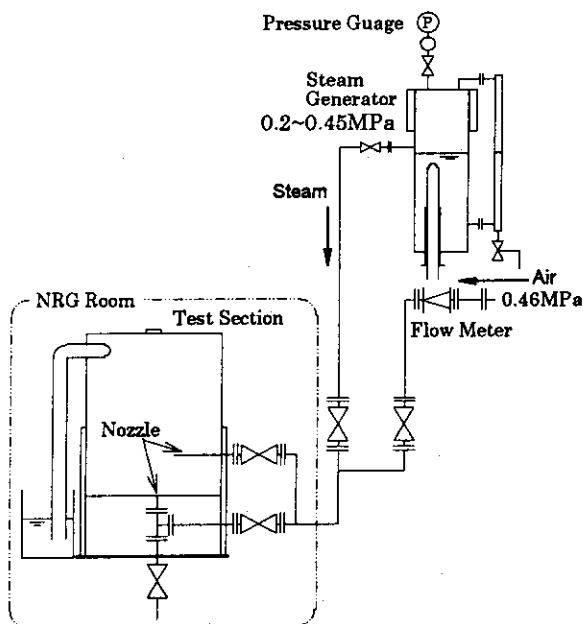 Pressure Guage
P
Steam
Generator
0.2~0.45MPa
Steam
Air
0.46MPa
Flow Meter
NRG Room
Test Section
Nozzle